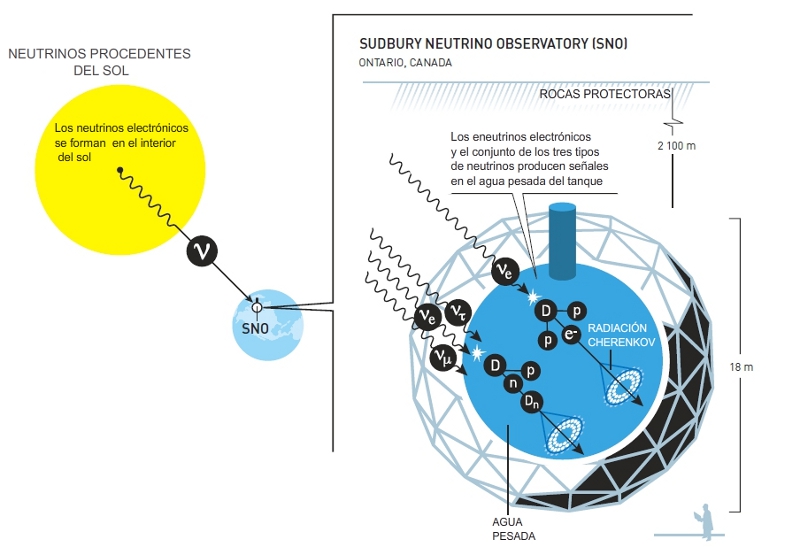 NEUTRINOS PROCEDENTES
DEL SOL
Los neutrinos electrónicos
se forman en el interior
del sol
ν
SNO
SUDBURY NEUTRINO OBSERVATORY (SNO)
ONTARIO, CANADA
ROCAS PROTECTORAS
2 100 m
Los eneutrinos electrónicos
y el conjunto de los tres tipos
de neutrinos producen señales
en el agua pesada del tanque
νe
νe
ντ
νμ
D
p
p
e-
RADIACIÓN
CHERENKOV
D
p
n
Dn
18 m
AGUA
PESADA